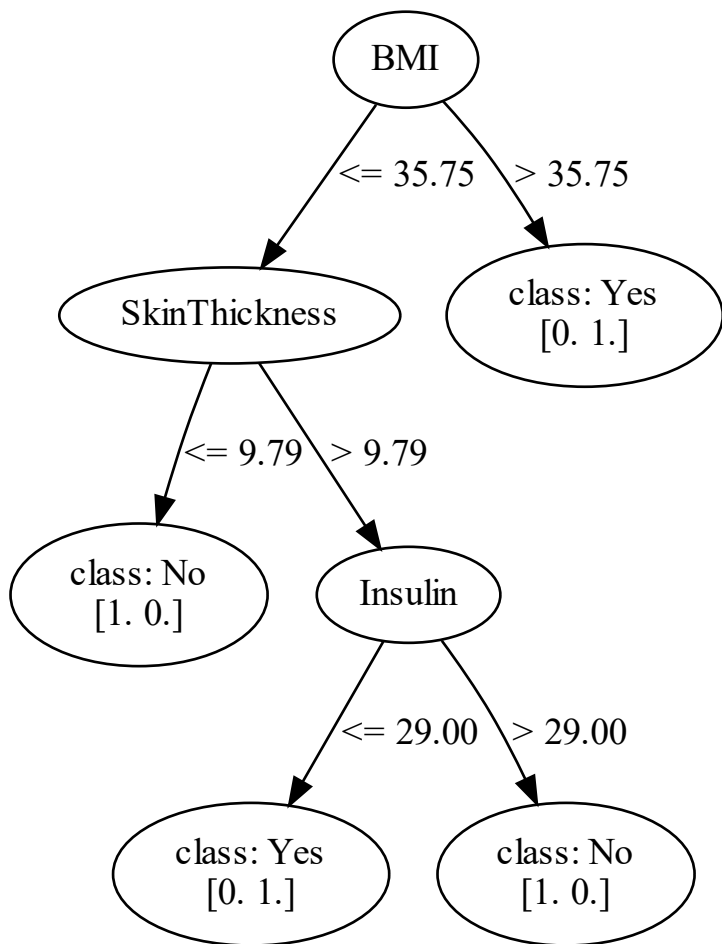 BMI
<= 35.75
> 35.75
SkinThickness
class: Yes
[0. 1.]
<= 9.79
> 9.79
class: No
[1. 0.]
Insulin
<= 29.00
> 29.00
class: Yes
[0. 1.]
class: No
[1. 0.]